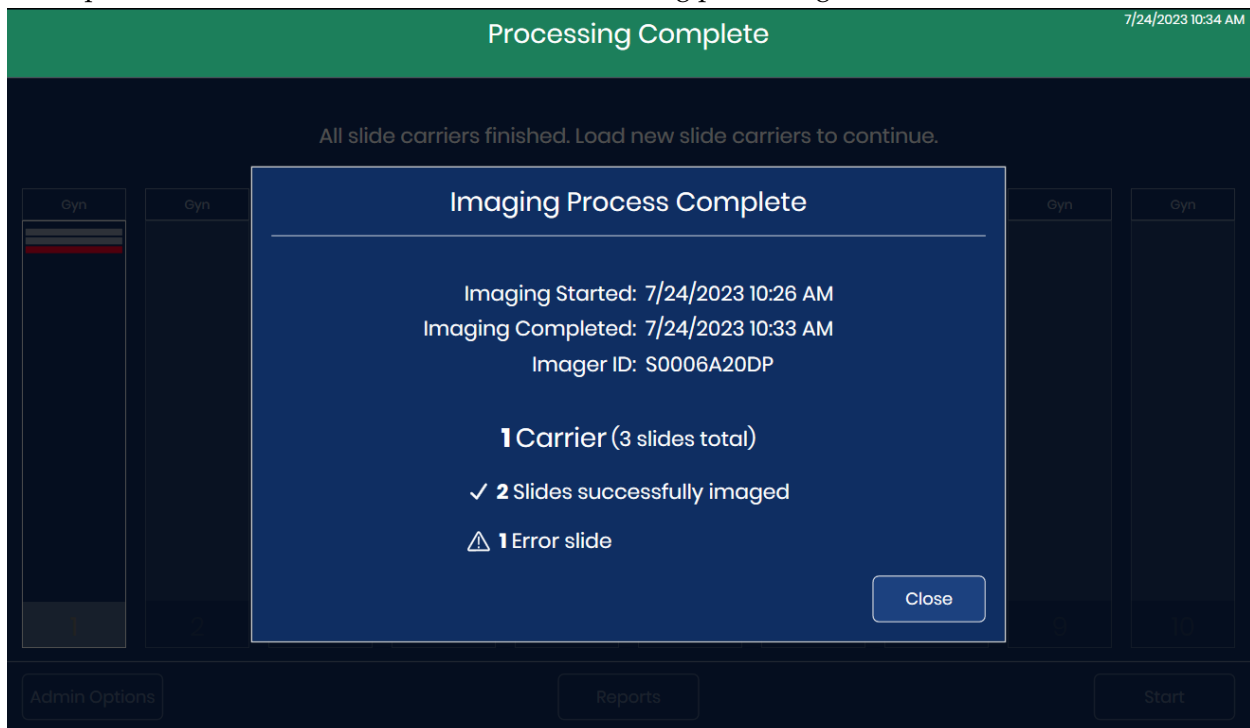 Processing Complete
7/24/2023 10:34 AM
All slide carriers finished. Load new slide carriers to continue.
Gyn
Gyn
Gyn
Gyn
Imaging Process Complete
Imaging Started: 7/24/2023 10:26 AM
Imaging Completed: 7/24/2023 10:33 AM
Imager ID: S0006A20DP
1 Carrier (3 slides total)
✓ 2 Slides successfully imaged
⚠ 1 Error slide
Close
1
2
9
10
Admin Options
Reports
Start